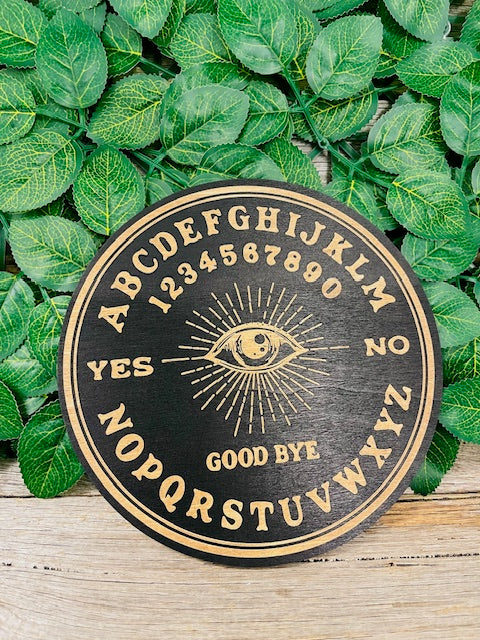 ABCDEFGHIJKLM
1234567890
YES
NO
GOOD BYE
NOPQRSTUVWXYZ